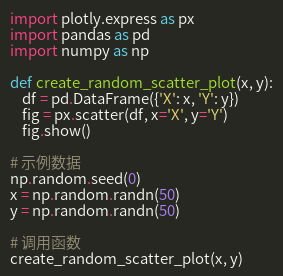 import plotly.express as px
import pandas as pd
import numpy as np

def create_random_scatter_plot(x, y):
    df = pd.DataFrame({'X': x, 'Y': y})
    fig = px.scatter(df, x='X', y='Y')
    fig.show()

# 示例数据
np.random.seed(0)
x = np.random.randn(50)
y = np.random.randn(50)

# 调用函数
create_random_scatter_plot(x, y)